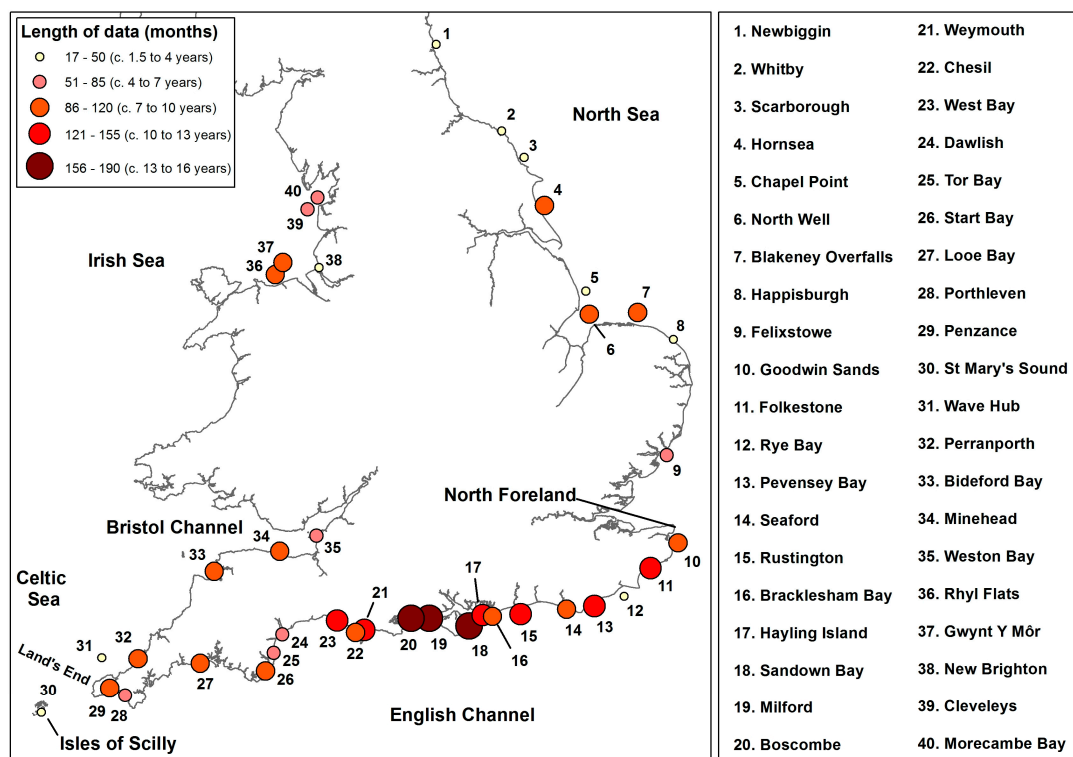 Length of data (months)
17 - 50 (c. 1.5 to 4 years)
51 - 85 (c. 4 to 7 years)
86 - 120 (c. 7 to 10 years)
121 - 155 (c. 10 to 13 years)
156 - 190 (c. 13 to 16 years)
1
2
North Sea
3
40
4
39
37
Irish Sea
36
38
5
7
6
8
9
North Foreland
Bristol Channel
34
35
33
10
Celtic
Sea
17
11
21
12
31
32
24
23
22
20
19
18
16
15
14
13
Land's End
25
27
26
30
29
28
English Channel
Isles of Scilly
1. Newbiggin
2. Whitby
3. Scarborough
4. Hornsea
5. Chapel Point
6. North Well
7. Blakeney Overfalls
8. Happisburgh
9. Felixstowe
10. Goodwin Sands
11. Folkestone
12. Rye Bay
13. Pevensey Bay
14. Seaford
15. Rustington
16. Bracklesham Bay
17. Hayling Island
18. Sandown Bay
19. Milford
20. Boscombe
21. Weymouth
22. Chesil
23. West Bay
24. Dawlish
25. Tor Bay
26. Start Bay
27. Looe Bay
28. Porthleven
29. Penzance
30. St Mary's Sound
31. Wave Hub
32. Perranporth
33. Bideford Bay
34. Minehead
35. Weston Bay
36. Rhyl Flats
37. Gwynt Y Môr
38. New Brighton
39. Cleveleys
40. Morecambe Bay